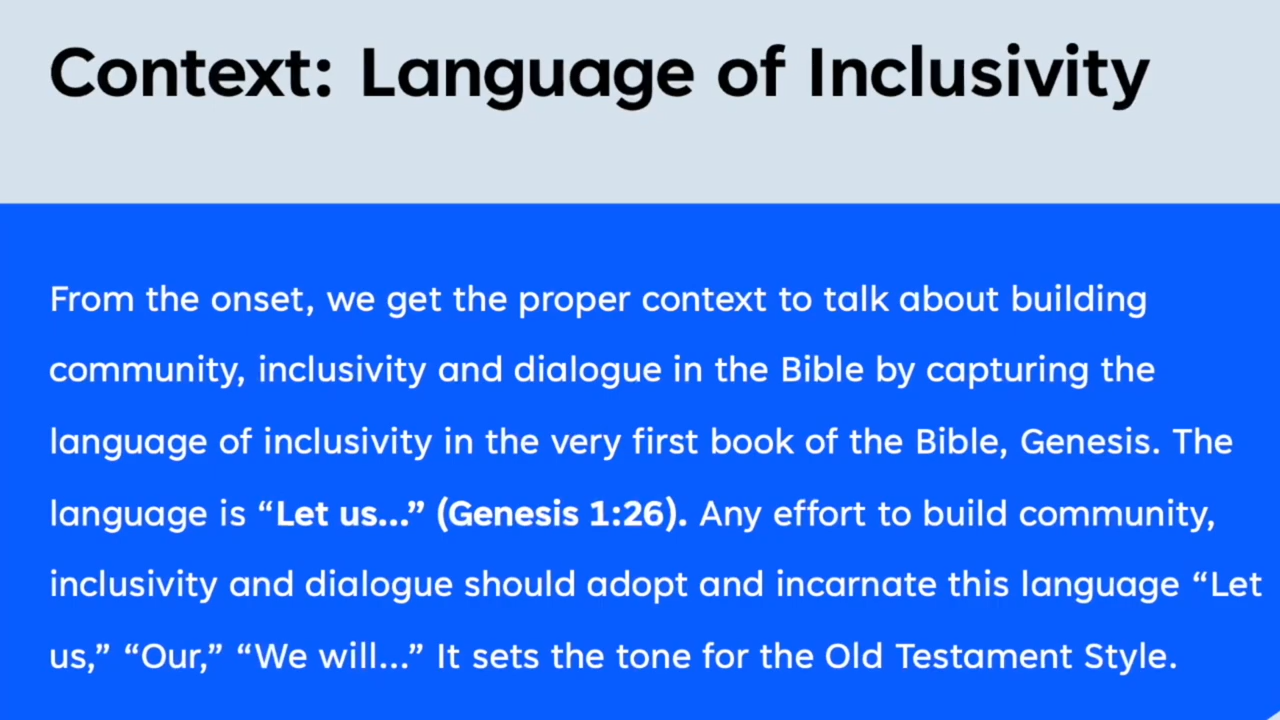 Context: Language of Inclusivity
From the onset, we get the proper context to talk about building
community, inclusivity and dialogue in the Bible by capturing the
language of inclusivity in the very first book of the Bible, Genesis. The
language is “Let us...” (Genesis 1:26). Any effort to build community,
inclusivity and dialogue should adopt and incarnate this language “Let
us,” “Our,” “We will...” It sets the tone for the Old Testament Style.